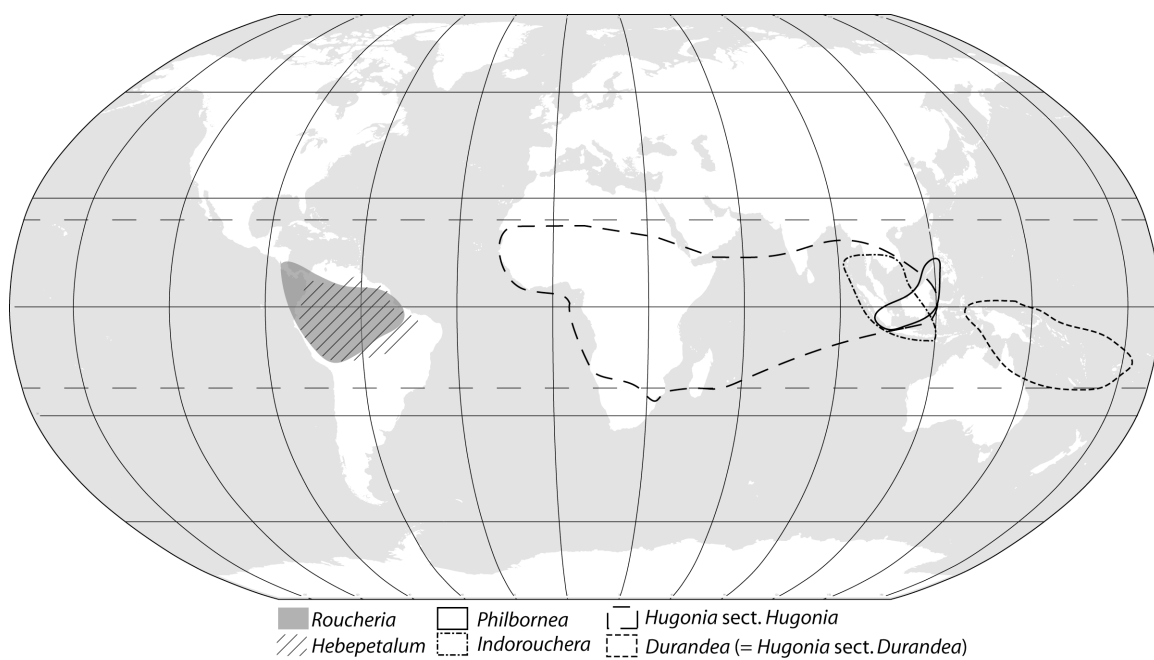 Roucheria Philbornea Hugonia sect. Hugonia
Hebepetalum Indorouchera Durandea (= Hugonia sect. Durandea)